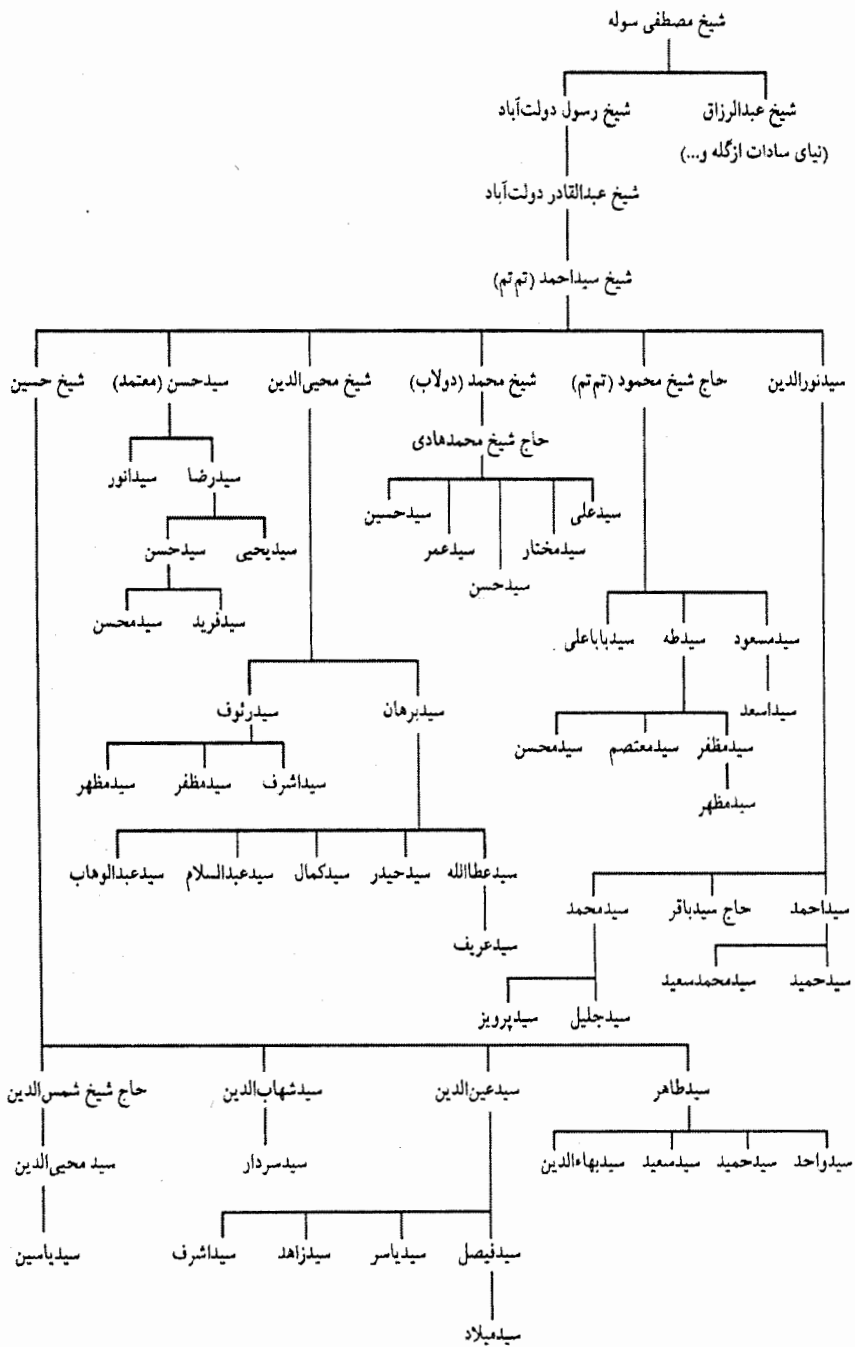 شیخ مصطفی سوله
شیخ عبدالرزاق شیخ رسول دولت‌آباد
(نیای سادات ازگله و...)
شیخ عبدالقادر دولت‌آباد
شیخ سیداحمد (تم‌تم)
سیدنورالدین حاج شیخ محمود (تم‌تم) شیخ محمد (دولاب) شیخ محیی‌الدین سیدحسن (معتمد) شیخ حسین
حاج شیخ محمدهادی
سیدرضا سیدانور
سیدعلی سیدحسین
سیدمختار سیدعمر سیدیحیی سیدحسن
سیدحسن
سیدفرید سیدمحسن
سیدمسعود سیدطه سیدباباعلی
سیدبرهان سیدرئوف
سیداسعد
سیدمظفر سیدمعتصم سیدمحسن
سیداشرف سیدمظفر سیدمظهر
سیدمظهر
سیدعطاالله سیدحیدر سیدکمال سیدعبدالسلام سیدعبدالوهاب
سیداحمد حاج سیدباقر سیدمحمد
سیدعریف
سیدحمید سیدمحمدسعید
سیدجلیل سیدپرویز
سیدطاهر سیدعین‌الدین سیدشهاب‌الدین حاج شیخ شمس‌الدین
سیدواحد سیدحمید سیدسعید سیدبهاءالدین
سیدسردار سید محیی‌الدین
سیدفیصل سیدیاسر سیدزاهد سیداشرف سیدیاسین
سیدمیلاد